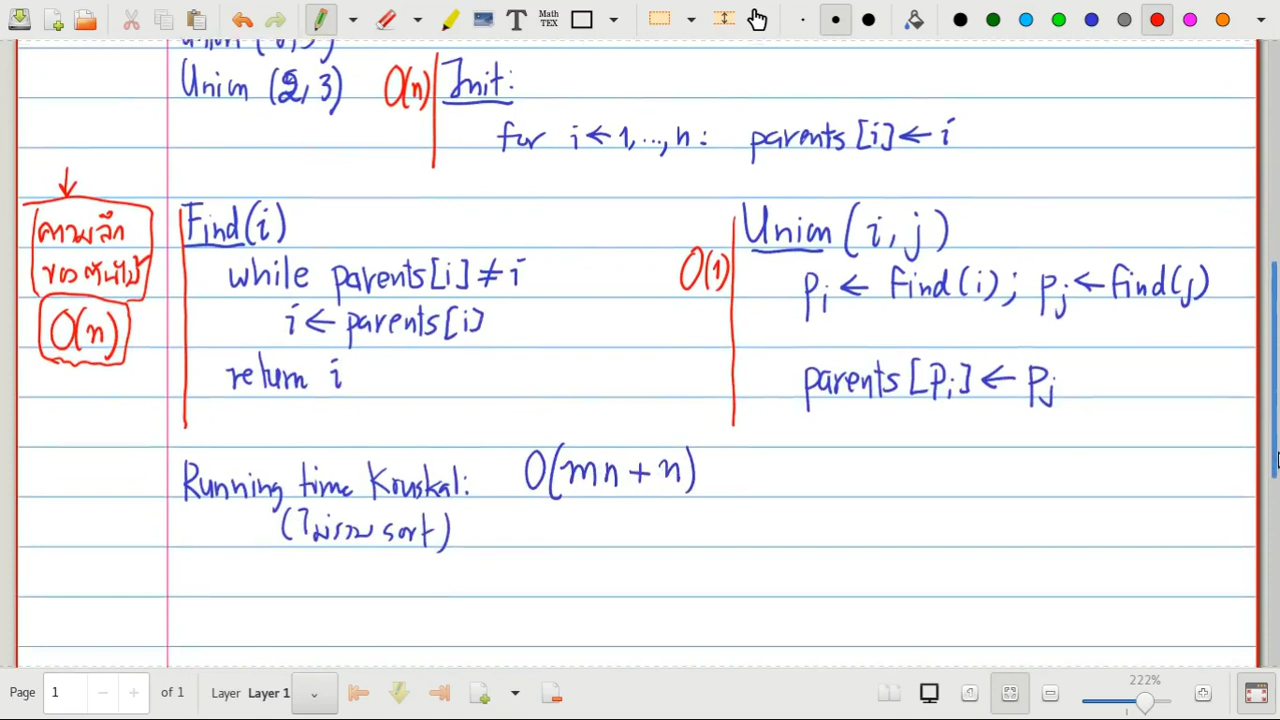 Math
TEX
Union (2,3)
O(n)
Init:
for i ← 1,...,n: parents[i] ← i
ความลึก
ของต้นไม้
O(n)
Find(i)
while parents[i] ≠ i
i ← parents[i]
return i
O(1)
Union (i, j)
Pi ← find(i); Pj ← find(j)
parents[Pi] ← Pj
Running time Kruskal: O(mn + n)
(ไม่รวม sort)
222%
Page 1 of 1 Layer Layer 1